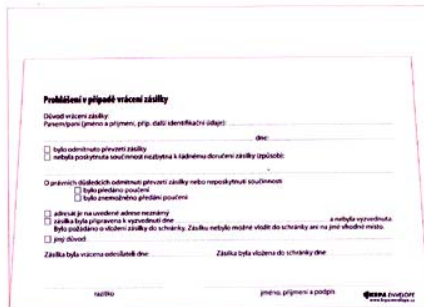 Prohlášení v případě vrácení zásilky
Důvod vrácení zásilky:
Panem/paní (jméno a příjmení, příp. další identifikační údaje):
dne:
bylo odmítnuto převzetí zásilky
nebyla poskytnuta součinnost nezbytná k řádnému doručení zásilky (způsob):
O právních důsledcích odmítnutí převzetí zásilky nebo neposkytnutí součinnosti
bylo předáno poučení
bylo znemožněno předání poučení
adresát je na uvedené adrese neznámý
zásilka byla připravena k vyzvednutí dne a nebyla vyzvednuta.
Bylo požádáno o vložení zásilky do schránky. Zásilku nebylo možné vložit do schránky ani na jiné vhodné místo.
jiný důvod:
Zásilka byla vrácena odesílateli dne: Zásilka byla vložena do schránky dne:
razítko jméno, příjmení a podpis
KRPA ENVELOPE